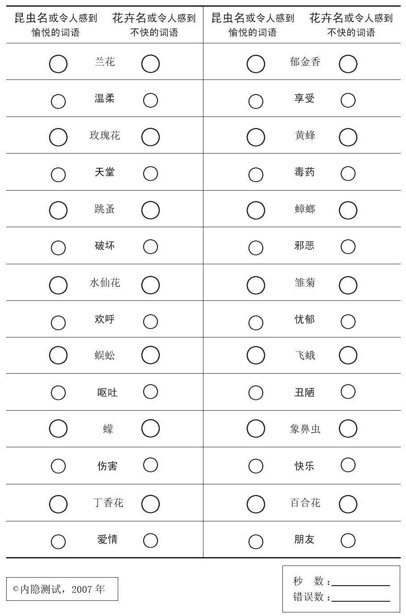 昆虫名或令人感到 花卉名或令人感到 昆虫名或令人感到 花卉名或令人感到
愉悦的词语 不快的词语 愉悦的词语 不快的词语
兰花 郁金香
温柔 享受
玫瑰花 黄蜂
天堂 毒药
跳蚤 蟑螂
破坏 邪恶
水仙花 雏菊
欢呼 忧郁
蜈蚣 飞蛾
呕吐 丑陋
蠓 象鼻虫
伤害 快乐
丁香花 百合花
爱情 朋友
©内隐测试，2007 年
秒 数：
错误数：